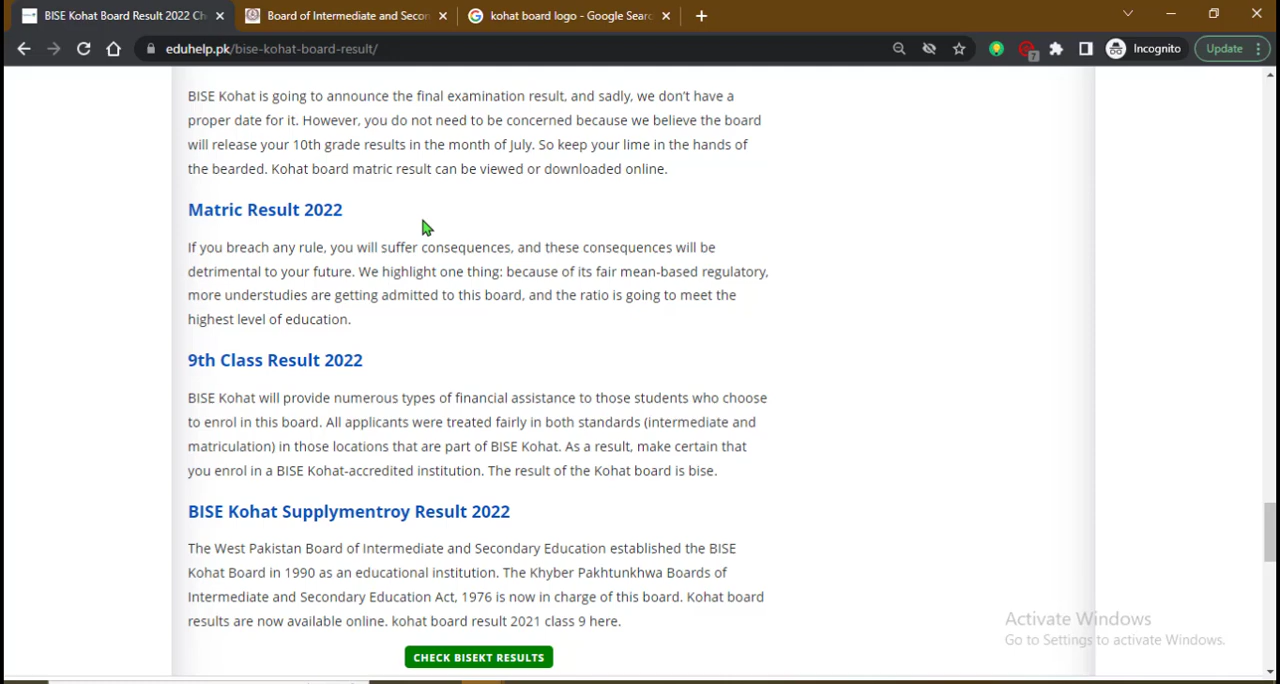 BISE Kohat Board Result 2022 Ch
Board of Intermediate and Secon
kohat board logo - Google Searc
eduhelp.pk/bise-kohat-board-result/
7
Incognito
Update
BISE Kohat is going to announce the final examination result, and sadly, we don't have a
proper date for it. However, you do not need to be concerned because we believe the board
will release your 10th grade results in the month of July. So keep your lime in the hands of
the bearded. Kohat board matric result can be viewed or downloaded online.
Matric Result 2022
If you breach any rule, you will suffer consequences, and these consequences will be
detrimental to your future. We highlight one thing: because of its fair mean-based regulatory,
more understudies are getting admitted to this board, and the ratio is going to meet the
highest level of education.
9th Class Result 2022
BISE Kohat will provide numerous types of financial assistance to those students who choose
to enrol in this board. All applicants were treated fairly in both standards (intermediate and
matriculation) in those locations that are part of BISE Kohat. As a result, make certain that
you enrol in a BISE Kohat-accredited institution. The result of the Kohat board is bise.
BISE Kohat Supplymentroy Result 2022
The West Pakistan Board of Intermediate and Secondary Education established the BISE
Kohat Board in 1990 as an educational institution. The Khyber Pakhtunkhwa Boards of
Intermediate and Secondary Education Act, 1976 is now in charge of this board. Kohat board
results are now available online. kohat board result 2021 class 9 here.
CHECK BISEKT RESULTS
Activate Windows
Go to Settings to activate Windows.